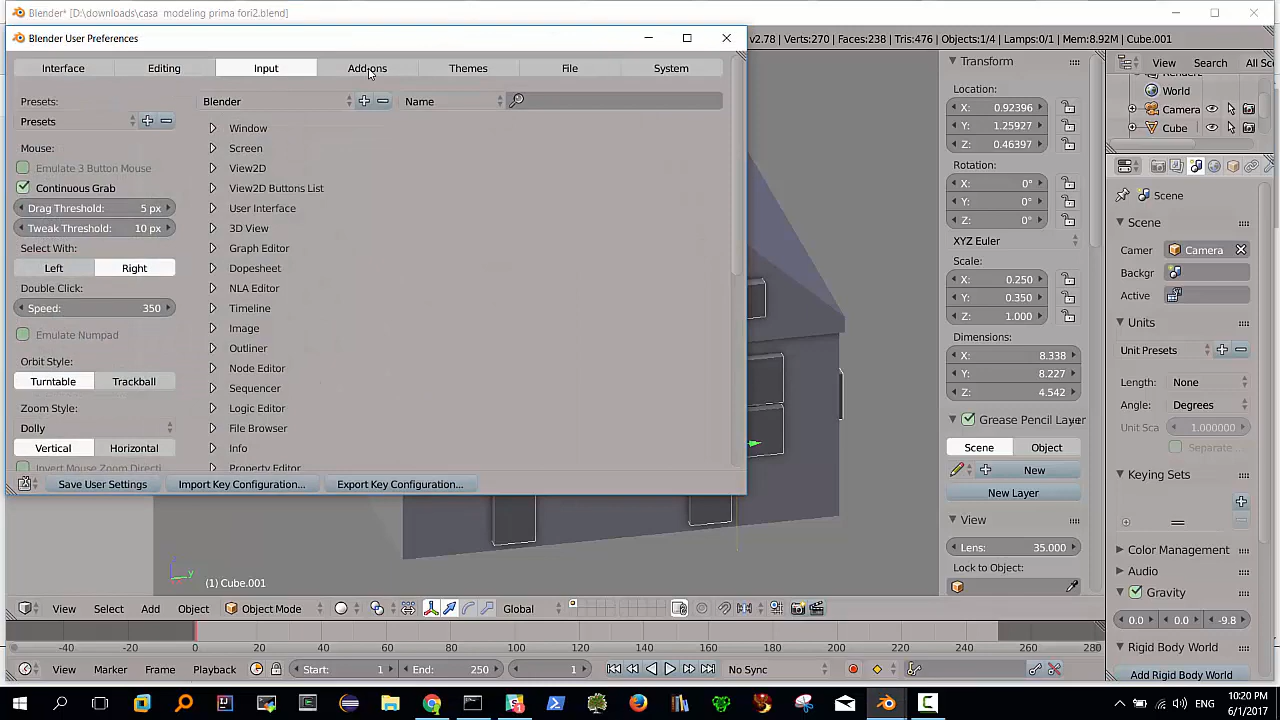 Blender* [D:\downloads\casa  modeling prima fori2.blend]
Blender User Preferences
v2.78 | Verts:276 | Faces:238 | Tris:476 | Objects:1/4 | Lamps:0/1 | Mem:8.92M | Cube.001
Interface
Editing
Input
Add-ons
Themes
File
System
Presets:
Presets
Blender
Name
Mouse:
Emulate 3 Button Mouse
Continuous Grab
Drag Threshold: 5 px
Tweak Threshold: 10 px
Select With:
Left
Right
Double Click:
Speed: 350
Emulate Numpad
Orbit Style:
Turntable
Trackball
Zoom Style:
Dolly
Vertical
Horizontal
Invert Mouse Zoom Directi
Window
Screen
View2D
View2D Buttons List
User Interface
3D View
Graph Editor
Dopesheet
NLA Editor
Timeline
Image
Outliner
Node Editor
Sequencer
Logic Editor
File Browser
Info
Property Editor
Save User Settings
Import Key Configuration...
Export Key Configuration...
y
(1) Cube.001
View
Select
Add
Object
Object Mode
Global
-40 -20 0 20 40 60 80 100 120 140 160 180 200 220 240 260 280
View
Marker
Frame
Playback
Start: 1
End: 250
1
No Sync
Transform
Location:
X: 0.92396
Y: 1.25927
Z: 0.46397
Rotation:
X: 0°
Y: 0°
Z: 0°
XYZ Euler
Scale:
X: 0.250
Y: 0.350
Z: 1.000
Dimensions:
X: 8.338
Y: 8.227
Z: 4.542
Grease Pencil Layer
Scene
Object
New
New Layer
View
Lens: 35.000
Lock to Object:
View
Search
All Sc
World
Camera
Cube
Scene
Scene
Camer
Camera
Backgr
Active
Units
Unit Presets
Length: None
Angle: Degrees
Unit Sca 1.000000
Separate
Keying Sets
Color Management
Audio
Gravity
0.0
0.0
-9.8
Rigid Body World
Add Rigid Body World
10:20 PM
6/1/2017